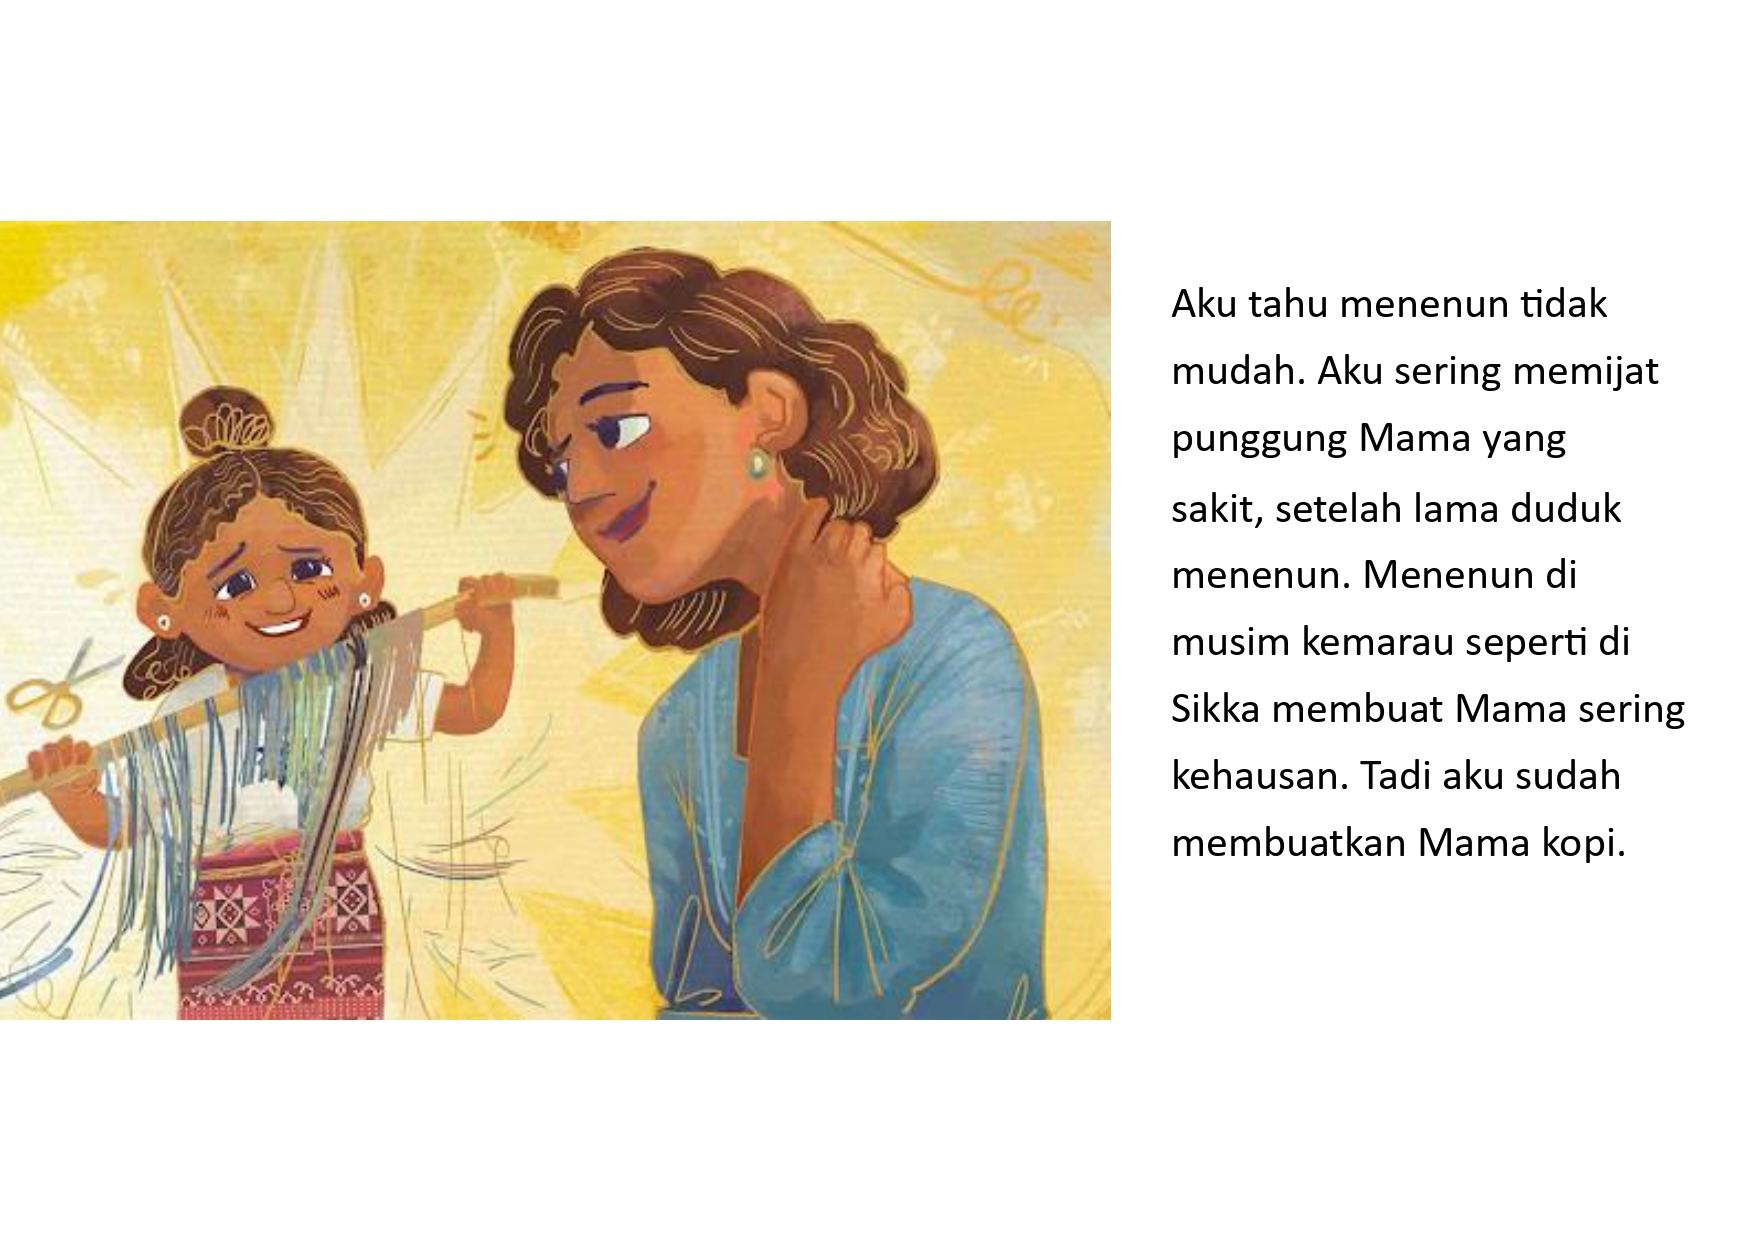 Aku tahu menenun tidak
mudah. Aku sering memijat
punggung Mama yang
sakit, setelah lama duduk
menenun. Menenun di
musim kemarau seperti di
Sikka membuat Mama sering
kehausan. Tadi aku sudah
membuatkan Mama kopi.